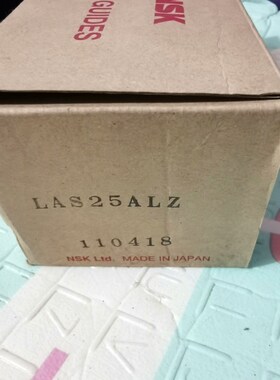 NSK
GUIDES
LAS25ALZ
110418
NSK Ltd. MADE IN JAPAN